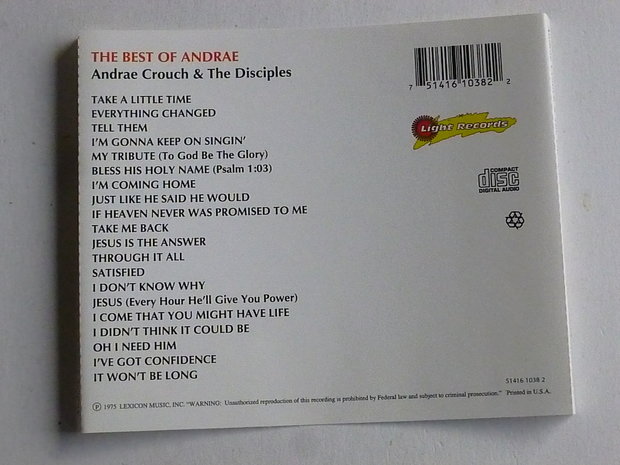 THE BEST OF ANDRAE
Andrae Crouch & The Disciples
7 51416 10382 2
TAKE A LITTLE TIME
EVERYTHING CHANGED
TELL THEM
I'M GONNA KEEP ON SINGIN'
MY TRIBUTE (To God Be The Glory)
BLESS HIS HOLY NAME (Psalm 1:03)
I'M COMING HOME
JUST LIKE HE SAID HE WOULD
IF HEAVEN NEVER WAS PROMISED TO ME
TAKE ME BACK
JESUS IS THE ANSWER
THROUGH IT ALL
SATISFIED
I DON'T KNOW WHY
JESUS (Every Hour He'll Give You Power)
I COME THAT YOU MIGHT HAVE LIFE
I DIDN'T THINK IT COULD BE
OH I NEED HIM
I'VE GOT CONFIDENCE
IT WON'T BE LONG
Light Records
COMPACT
disc
DIGITAL AUDIO
51416 1038 2
Ⓟ 1975 LEXICON MUSIC, INC. "WARNING: Unauthorized reproduction of this recording is prohibited by Federal law and subject to criminal prosecution." Printed in U.S.A.